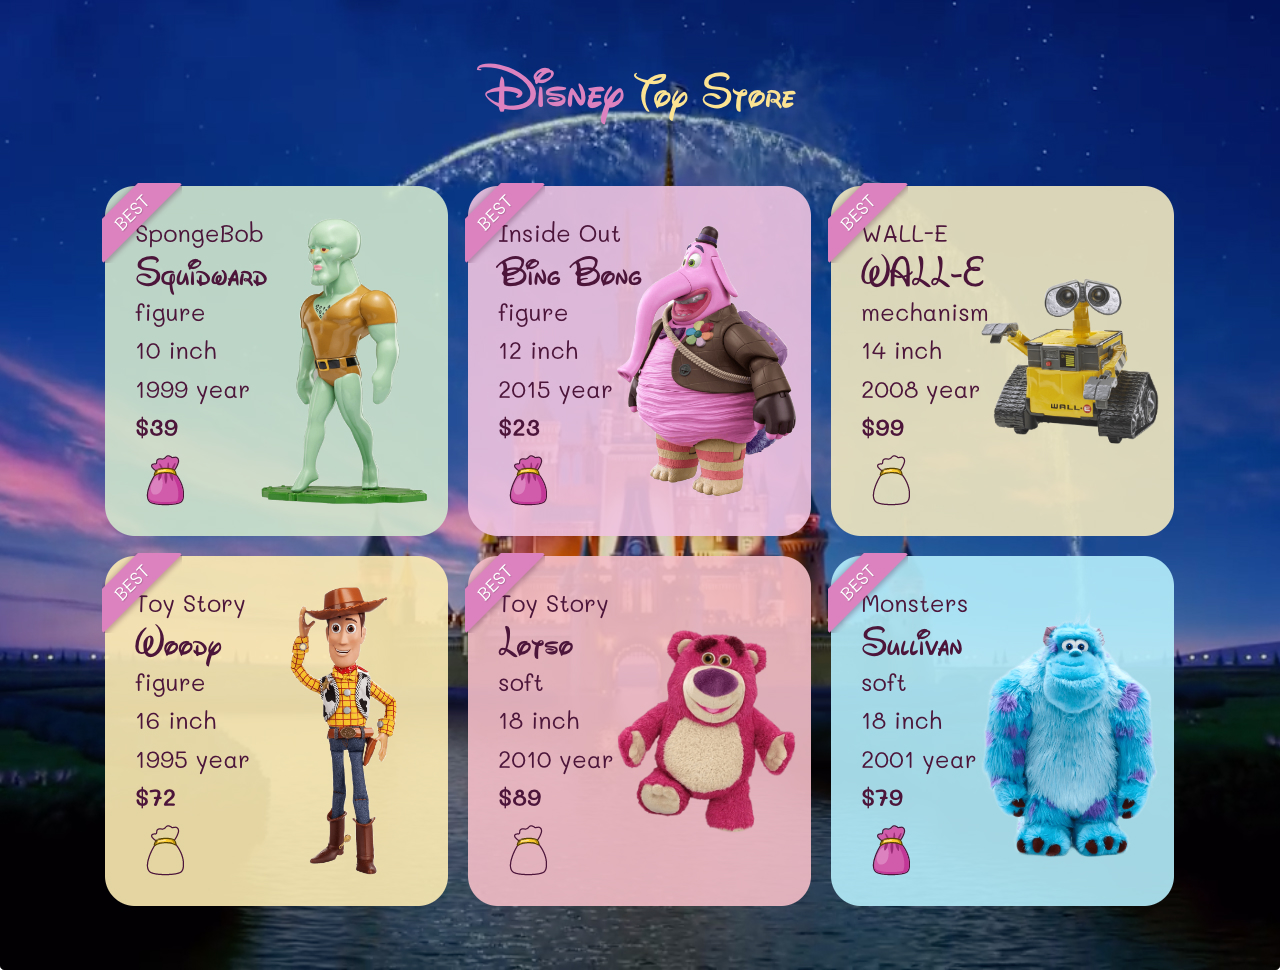 Disney Toy Store
BEST
SpongeBob
Squidward
figure
10 inch
1999 year
$39
BEST
Inside Out
Bing Bong
figure
12 inch
2015 year
$23
BEST
WALL-E
WALL-E
mechanism
14 inch
2008 year
$99
WALL•E
BEST
Toy Story
Woody
figure
16 inch
1995 year
$72
BEST
Toy Story
Lotso
soft
18 inch
2010 year
$89
BEST
Monsters
Sullivan
soft
18 inch
2001 year
$79